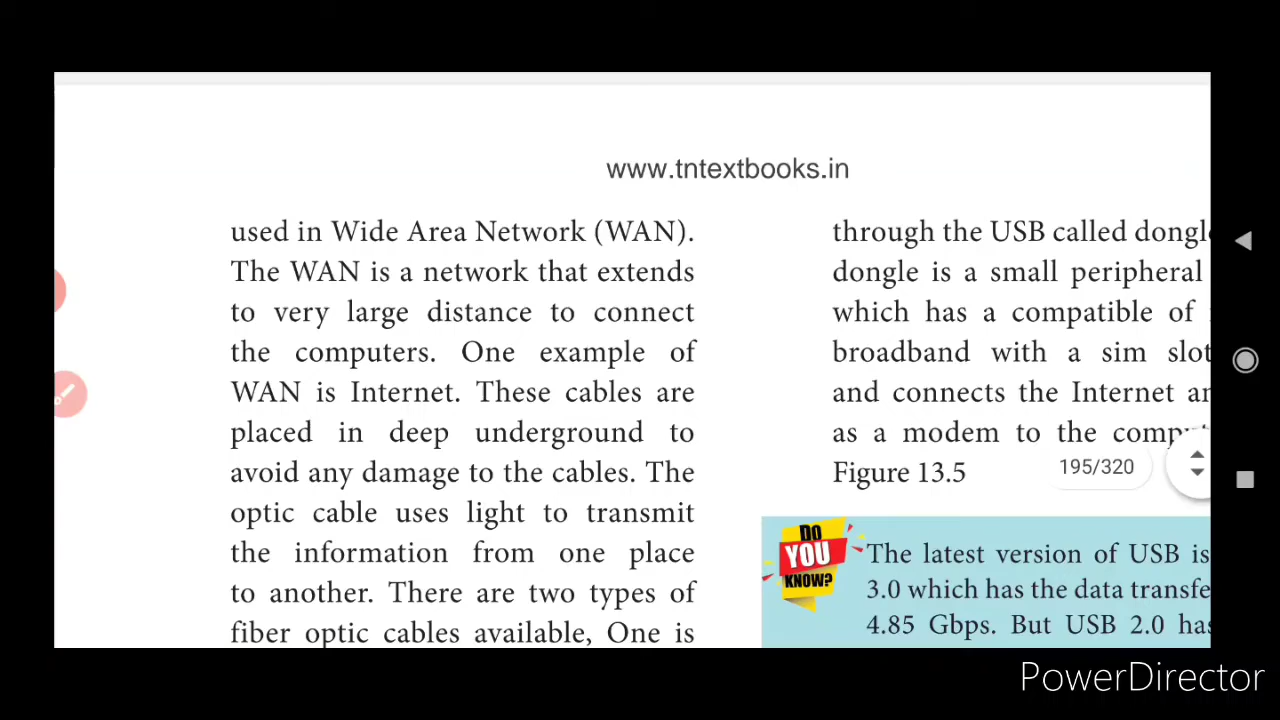 www.tntextbooks.in
used in Wide Area Network (WAN).
The WAN is a network that extends
to very large distance to connect
the computers. One example of
WAN is Internet. These cables are
placed in deep underground to
avoid any damage to the cables. The
optic cable uses light to transmit
the information from one place
to another. There are two types of
fiber optic cables available, One is
through the USB called dongle
dongle is a small peripheral
which has a compatible of
broadband with a sim slot
and connects the Internet an
as a modem to the comput
Figure 13.5
195/320
DO
YOU
KNOW?
The latest version of USB is
3.0 which has the data transfe
4.85 Gbps. But USB 2.0 has
PowerDirector